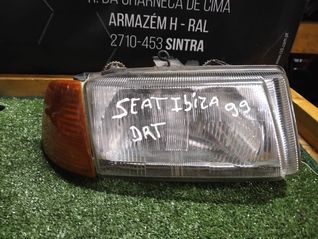 R. DA CHARNECA DE CIMA
ARMAZÉM H - RAL
2710-453 SINTRA
SEAT IbizA 99
DRT